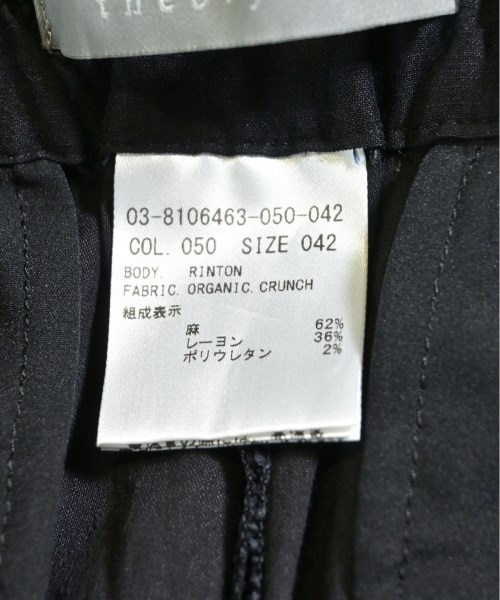 theory
03-8106463-050-042
COL. 050 SIZE 042
BODY. RINTON
FABRIC. ORGANIC. CRUNCH
組成表示
麻 62%
レーヨン 36%
ポリウレタン 2%